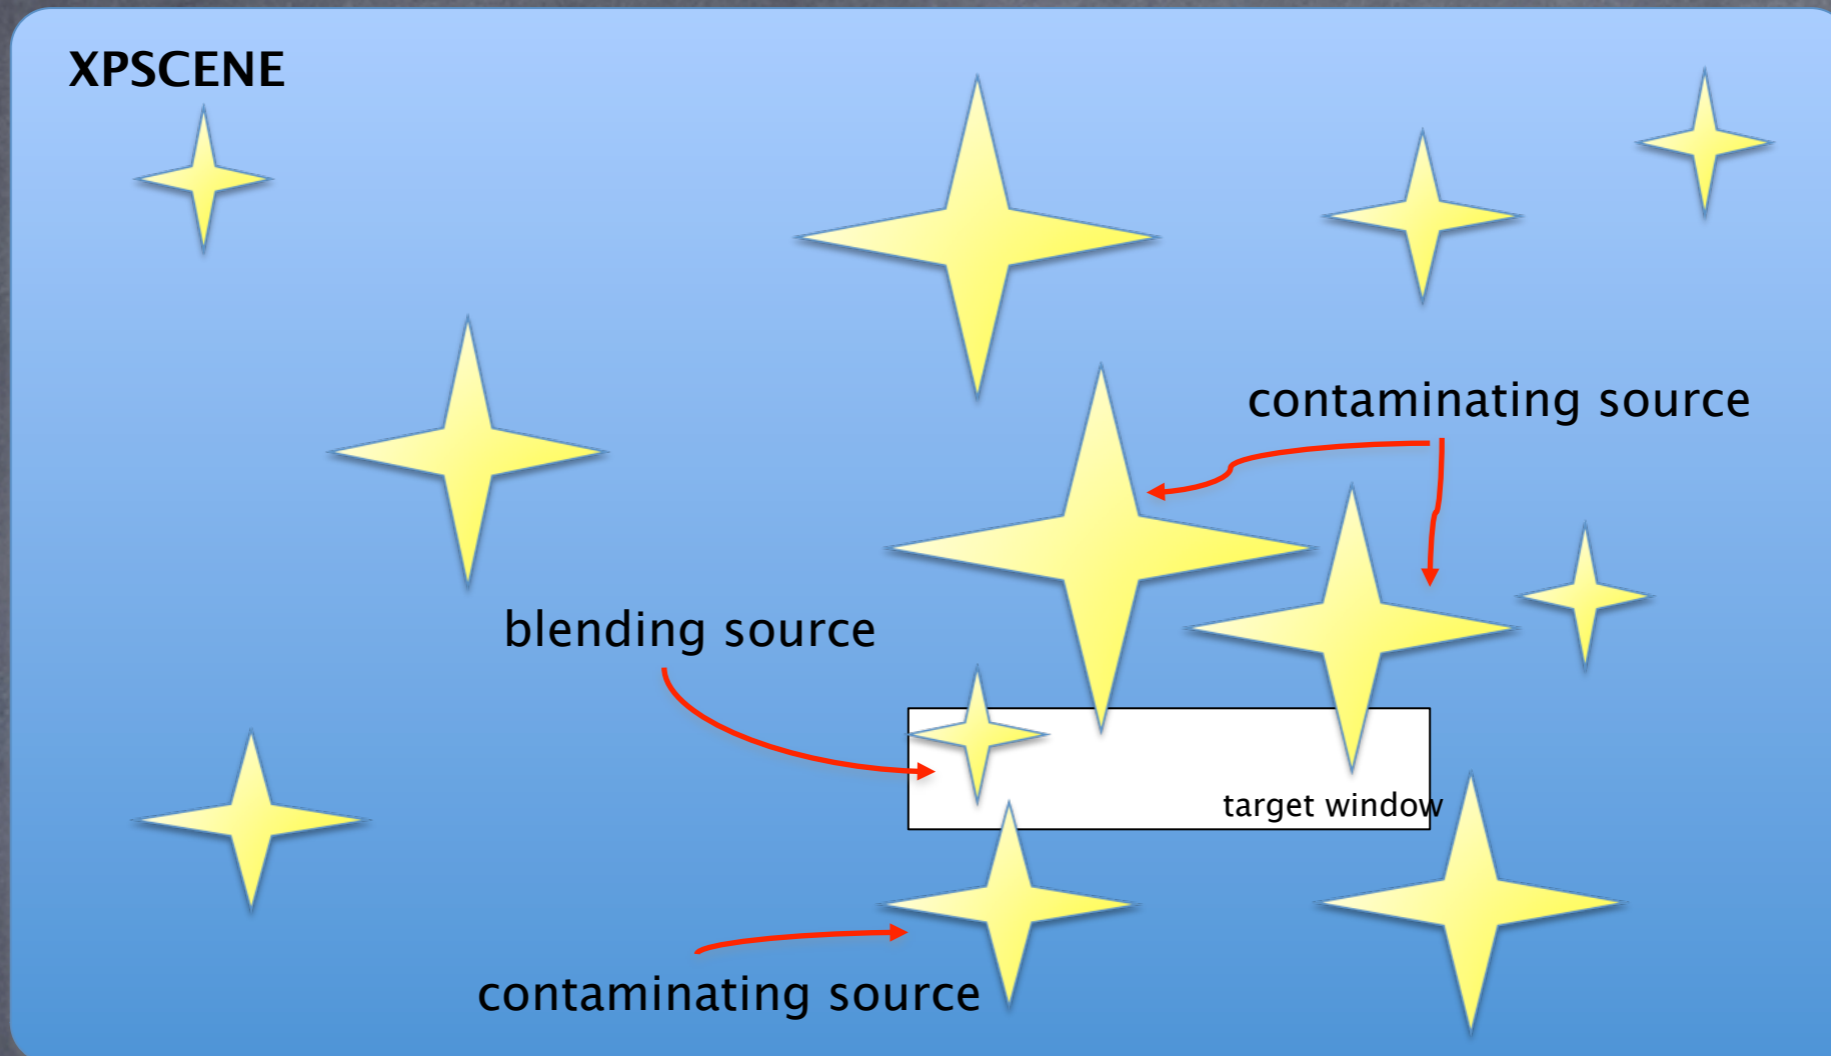 XPSCENE
contaminating source
blending source
target window
contaminating source